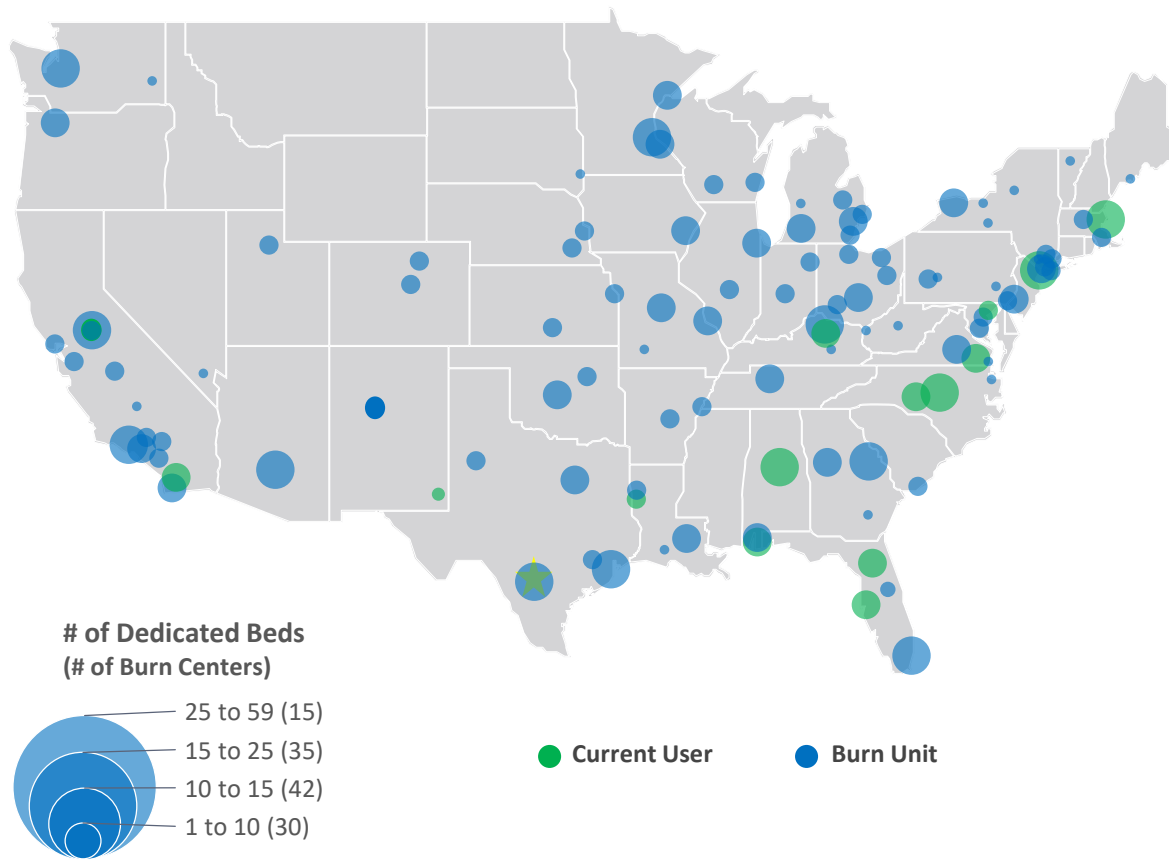 # of Dedicated Beds
(# of Burn Centers)
25 to 59 (15)
15 to 25 (35)
10 to 15 (42)
1 to 10 (30)
Current User
Burn Unit